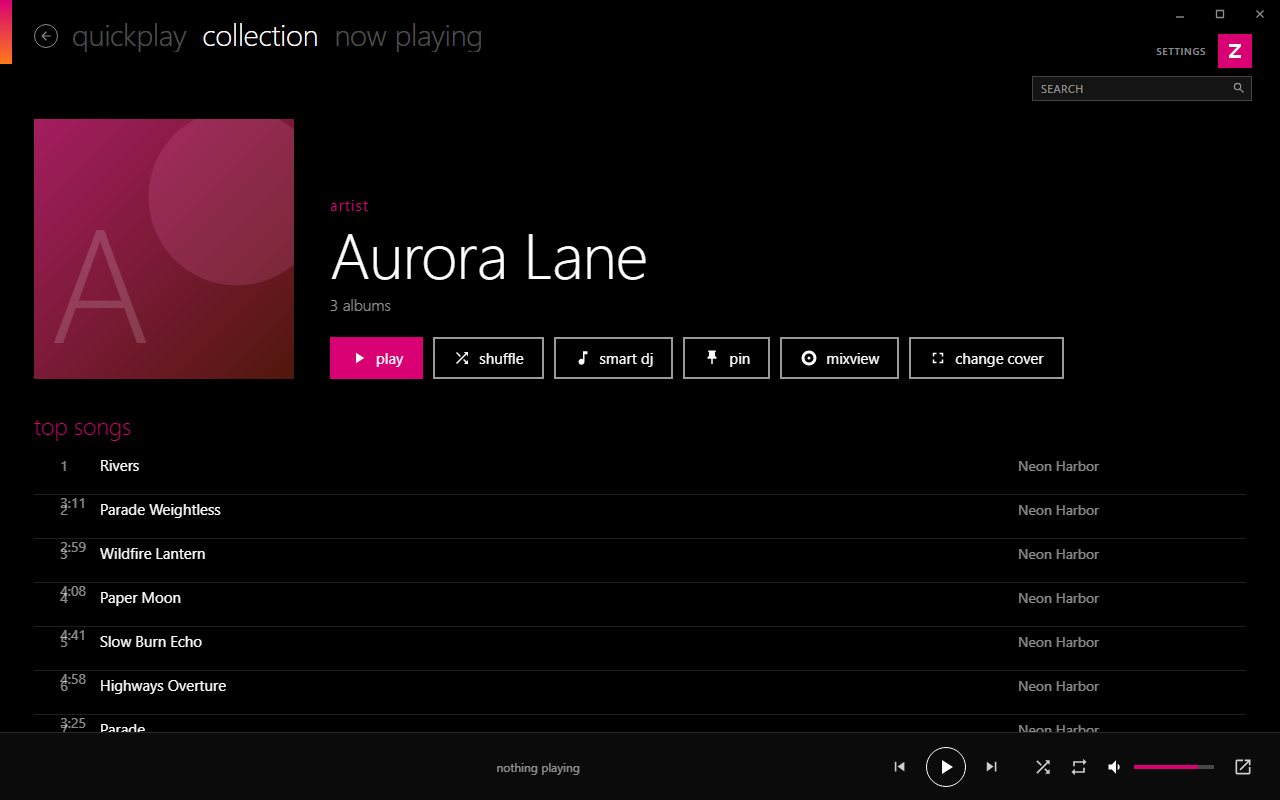 quickplay collection now playing
SETTINGS Z
SEARCH
A
artist
Aurora Lane
3 albums
play shuffle smart dj pin mixview change cover
top songs
1 Rivers Neon Harbor
3:11
2 Parade Weightless Neon Harbor
2:59
3 Wildfire Lantern Neon Harbor
4:08
4 Paper Moon Neon Harbor
4:41
5 Slow Burn Echo Neon Harbor
4:58
6 Highways Overture Neon Harbor
3:25
7 Parade Neon Harbor
nothing playing